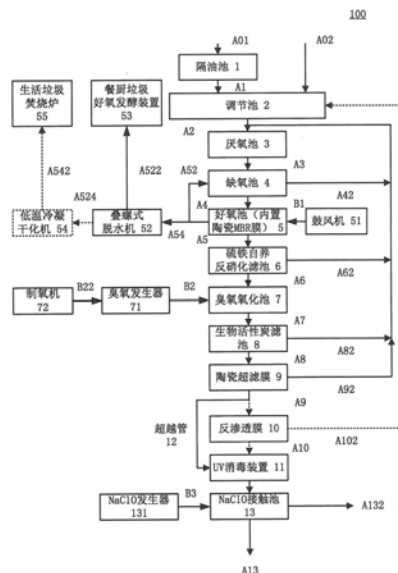 100
A01
A02
隔油池 1
A1
生活垃圾
焚烧炉
55
餐厨垃圾
好氧发酵装置
53
调节池 2
A2
厌氧池 3
A3
A542
A522
A52
缺氧池 4
A42
A524
A4
B1
低温冷凝
干化机 54
叠螺式
脱水机 52
A54
好氧池（内置
陶瓷MBR膜） 5
鼓风机 51
A5
硫铁自养
反硝化滤池 6
A62
A6
制氧机
72
B22
臭氧发生器
71
B2
臭氧氧化池 7
A7
生物活性炭滤
池 8
A82
A8
陶瓷超滤膜 9
A92
A9
超越管
12
反渗透膜 10
A102
A10
UV消毒装置 11
NaClO发生器
131
B3
NaClO接触池
13
A132
A13